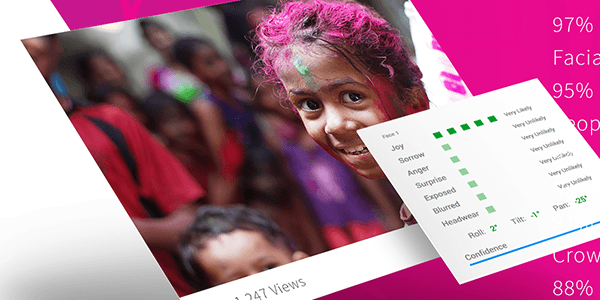 97%
Facia
95%
eop
Face 1
Joy Very Likely
Sorrow Very Unlikely
Anger Very Unlikely
Surprise Very Unlikely
Exposed Very Unlikely
Blurred Very Unlikely
Headwear Very Unlikely
Roll: 2° Tilt: -1° Pan: -25°
Confidence
1,247 Views
Crow
88%